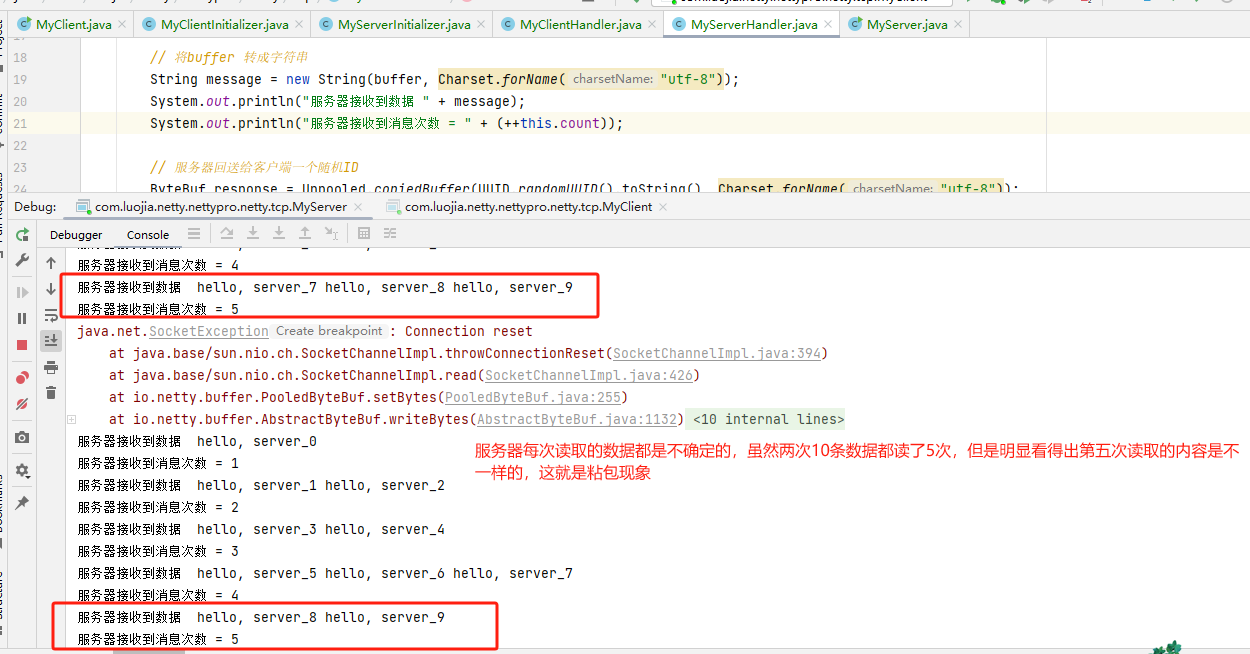 MyClient.java MyClientInitializer.java MyServerInitializer.java MyClientHandler.java MyServerHandler.java MyServer.java
18 // 将buffer 转成字符串
19 String message = new String(buffer, Charset.forName( charsetName: "utf-8"));
20 System.out.println("服务器接收到数据 " + message);
21 System.out.println("服务器接收到消息次数 = " + (++this.count));
22
23 // 服务器回送给客户端一个随机ID
24 ByteBuf response = Unpooled.copiedBuffer(UUID.randomUUID().toString(), Charset.forName( charsetName: "utf-8"));
Debug: com.luojia.netty.nettypro.netty.tcp.MyServer com.luojia.netty.nettypro.netty.tcp.MyClient
Debugger Console
服务器接收到消息次数 = 4
服务器接收到数据 hello, server_7 hello, server_8 hello, server_9
服务器接收到消息次数 = 5
java.net.SocketException Create breakpoint : Connection reset
at java.base/sun.nio.ch.SocketChannelImpl.throwConnectionReset(SocketChannelImpl.java:394)
at java.base/sun.nio.ch.SocketChannelImpl.read(SocketChannelImpl.java:426)
at io.netty.buffer.PooledByteBuf.setBytes(PooledByteBuf.java:255)
at io.netty.buffer.AbstractByteBuf.writeBytes(AbstractByteBuf.java:1132) <10 internal lines>
服务器接收到数据 hello, server_0
服务器接收到消息次数 = 1
服务器接收到数据 hello, server_1 hello, server_2
服务器接收到消息次数 = 2
服务器接收到数据 hello, server_3 hello, server_4
服务器接收到消息次数 = 3
服务器接收到数据 hello, server_5 hello, server_6 hello, server_7
服务器接收到消息次数 = 4
服务器接收到数据 hello, server_8 hello, server_9
服务器接收到消息次数 = 5
服务器每次读取的数据都是不确定的，虽然两次10条数据都读了5次，但是明显看得出第五次读取的内容是不
一样的，这就是粘包现象